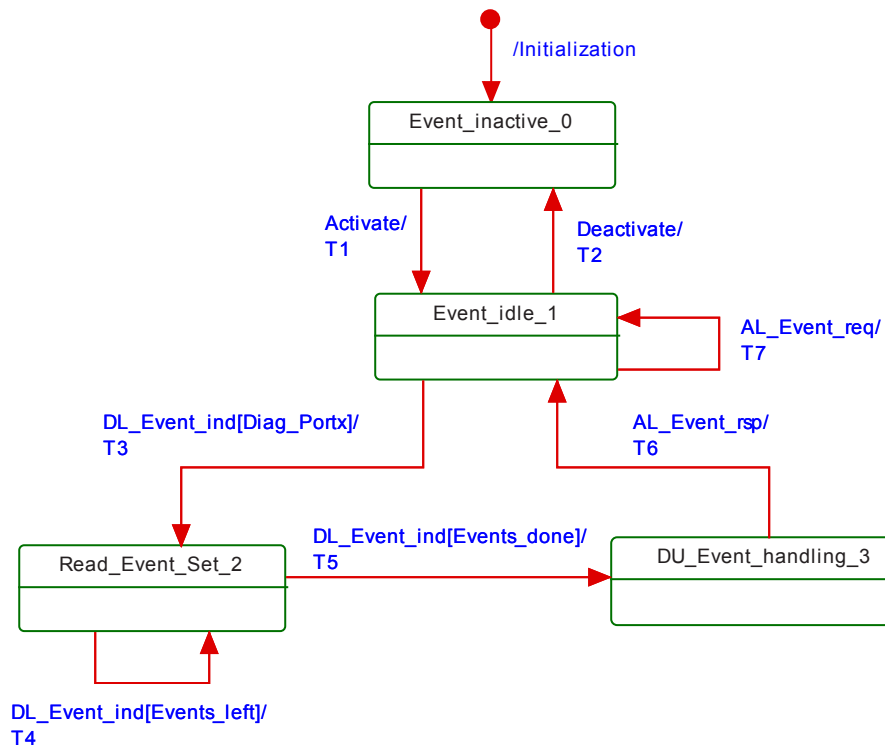 /Initialization
Event_inactive_0
Activate/
T1
Deactivate/
T2
Event_idle_1
AL_Event_req/
T7
DL_Event_ind[Diag_Portx]/
T3
AL_Event_rsp/
T6
Read_Event_Set_2
DL_Event_ind[Events_done]/
T5
DU_Event_handling_3
DL_Event_ind[Events_left]/
T4